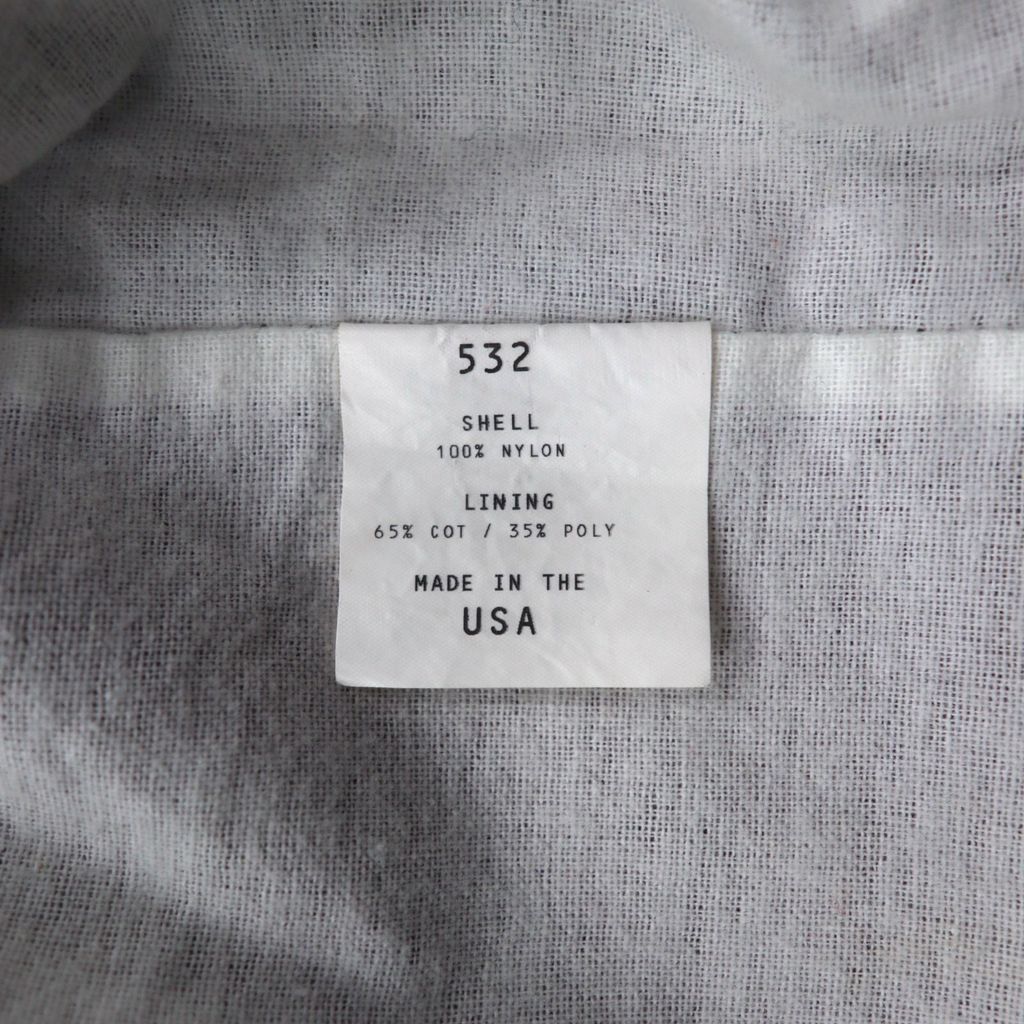 532
SHELL
100% NYLON
LINING
65% COT / 35% POLY
MADE IN THE
USA